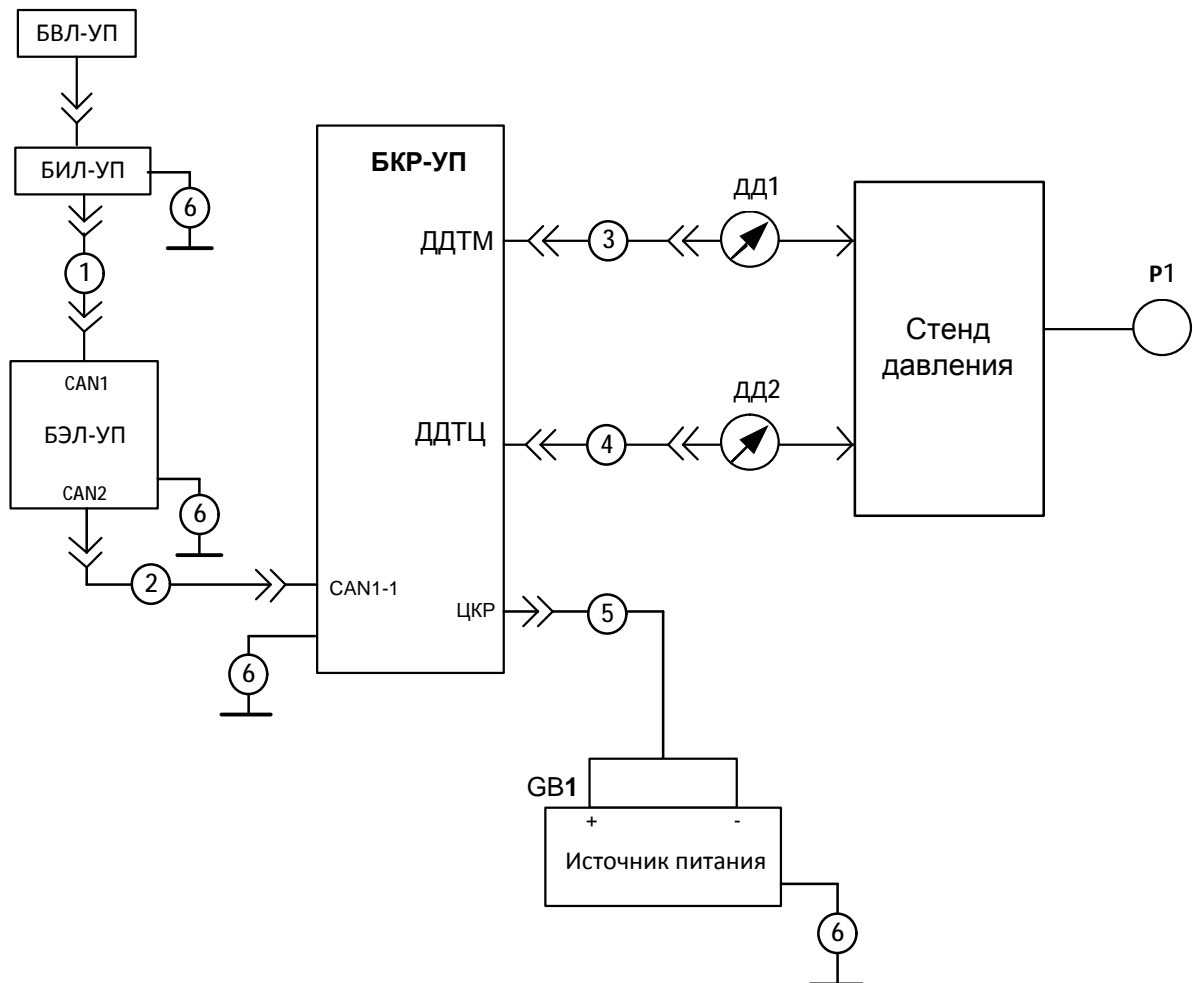 БВЛ-УП
БИЛ-УП
6
1
CAN1
БЭЛ-УП
CAN2
6
2
БКР-УП
ДДТМ
ДДТЦ
CAN1-1
ЦКР
6
3
ДД1
4
ДД2
5
Стенд
давления
P1
GB1
+ -
Источник питания
6